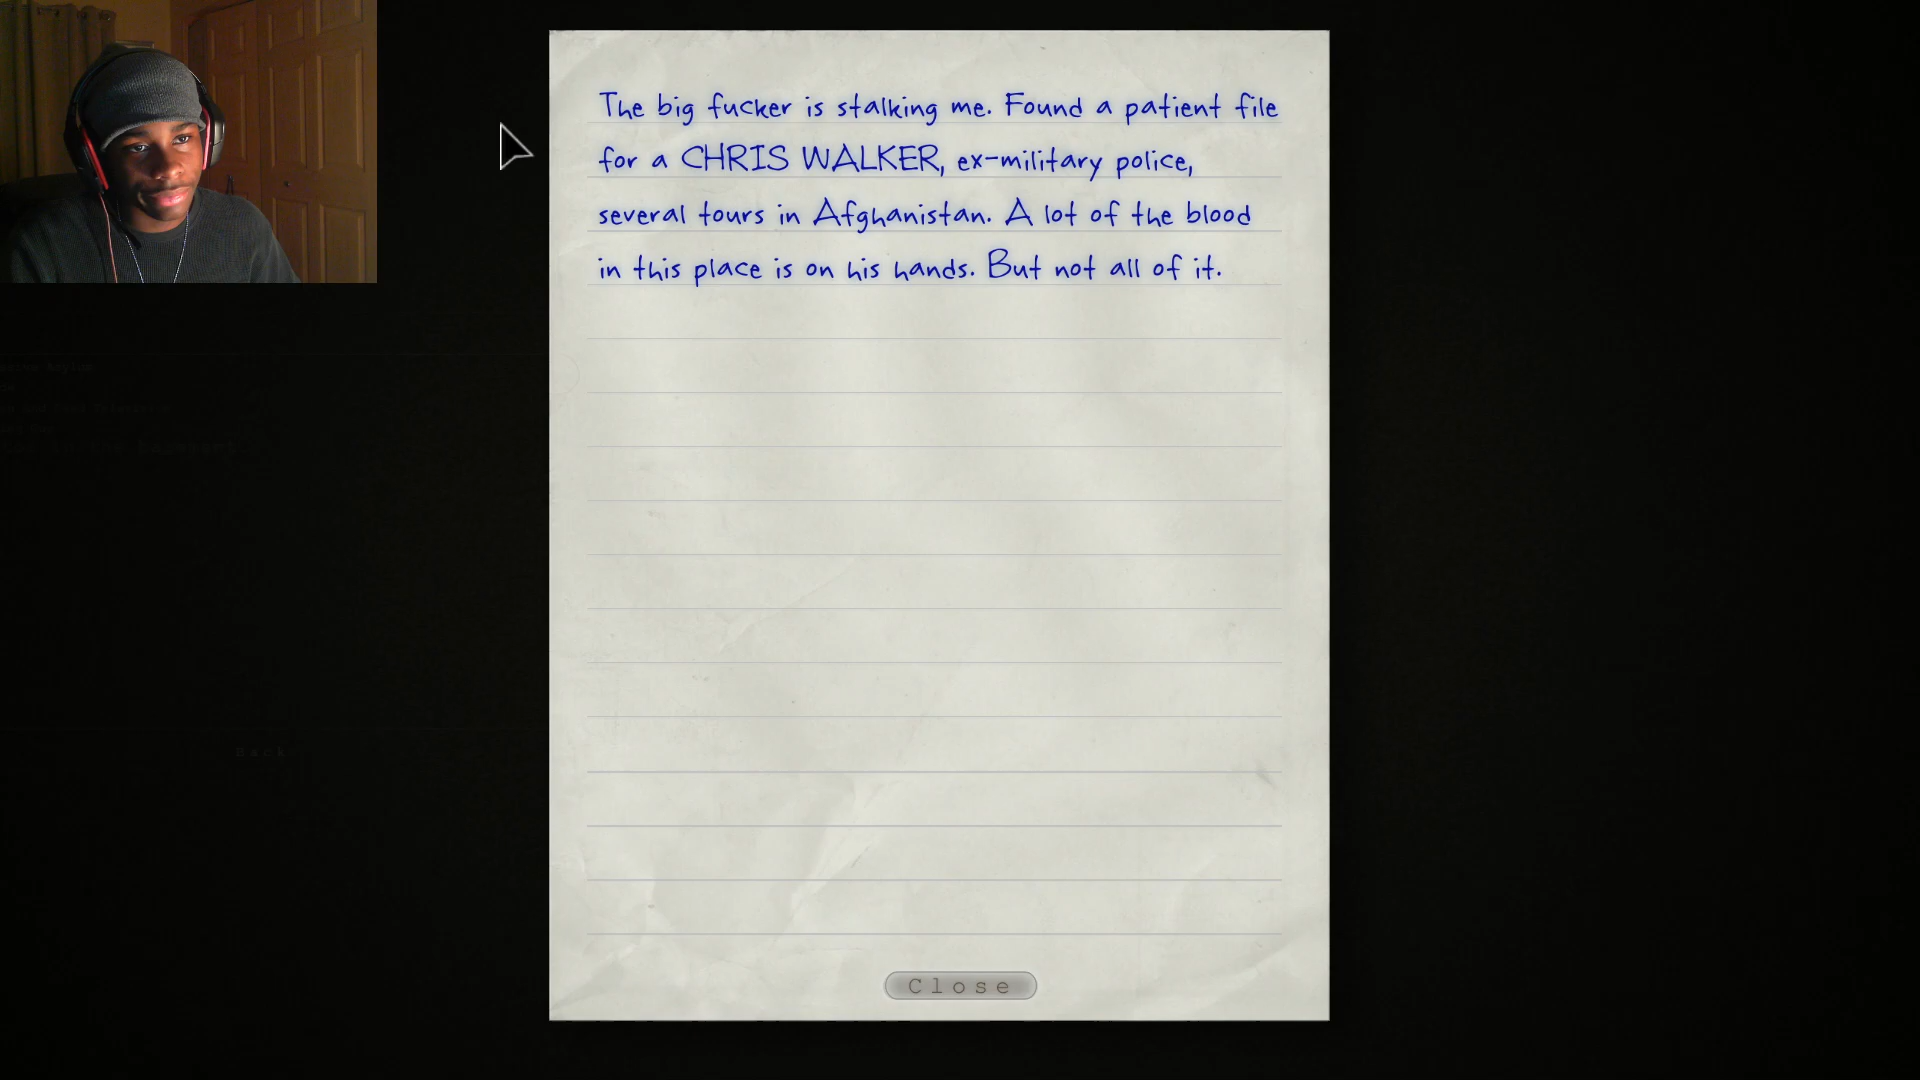 The big fucker is stalking me. Found a patient file
for a CHRIS WALKER, ex-military police,
several tours in Afghanistan. A lot of the blood
in this place is on his hands. But not all of it.
Back
Close